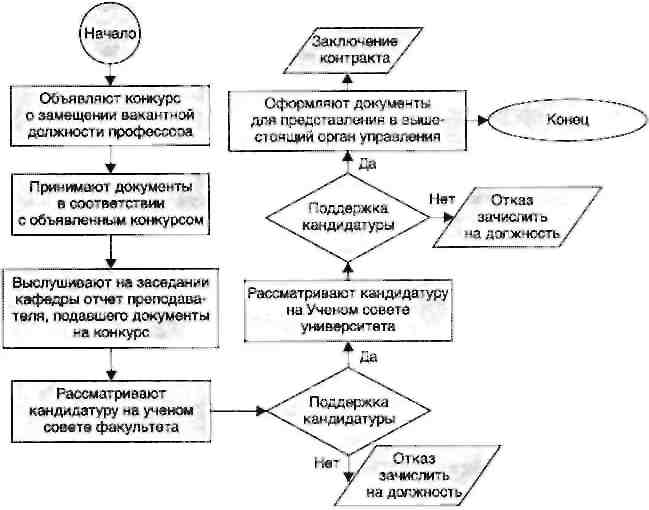 Начало
Объявляют конкурс
о замещении вакантной
должности профессора
Принимают документы
в соответствии
с объявленным конкурсом
Выслушивают на заседании
кафедры отчет преподава-
теля, подавшего документы
на конкурс
Рассматривают
кандидатуру на ученом
совете факультета
Поддержка
кандидатуры
Нет
Отказ
зачислить
на должность
Да
Рассматривают кандидатуру
на Ученом совете
университета
Поддержка
кандидатуры
Нет
Отказ
зачислить
на должность
Да
Оформляют документы
для представления в выше-
стоящий орган управления
Заключение
контракта
Конец